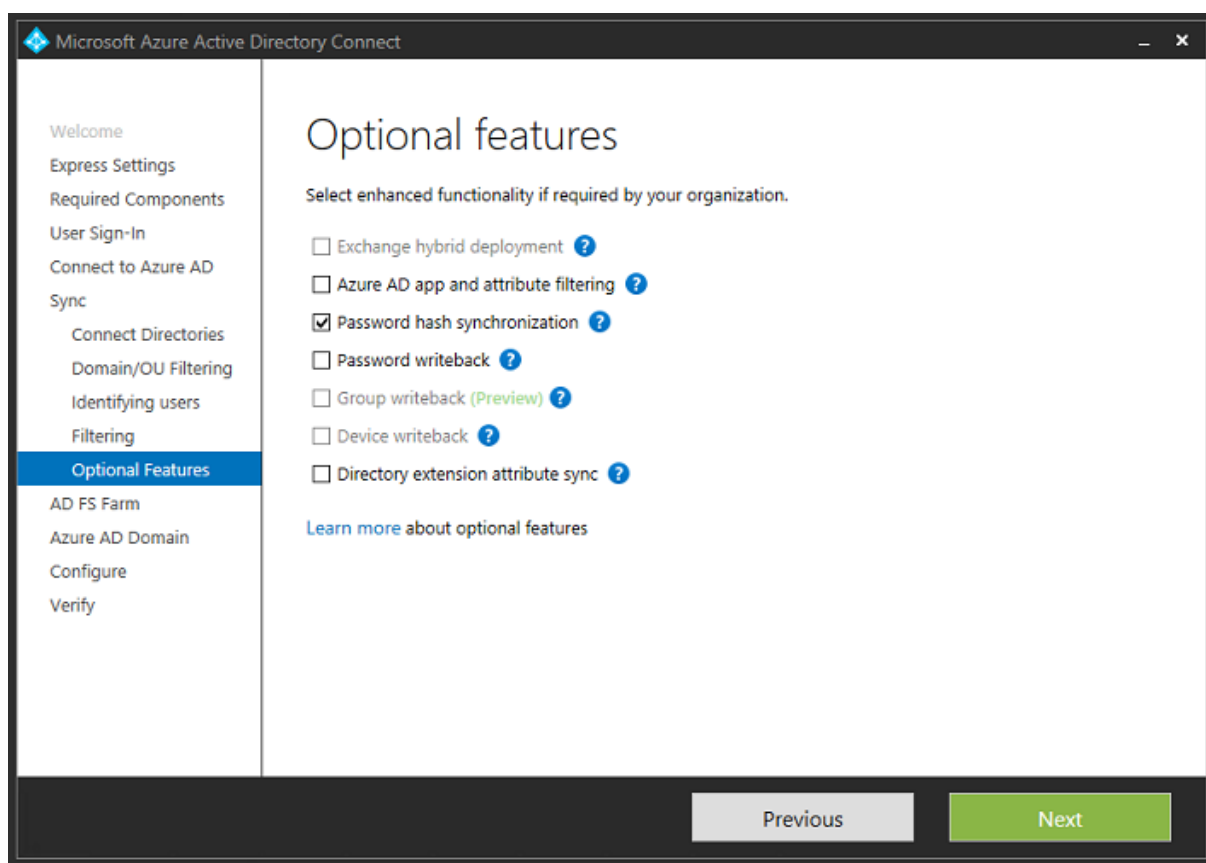 Microsoft Azure Active Directory Connect
Welcome
Express Settings
Required Components
User Sign-In
Connect to Azure AD
Sync
Connect Directories
Domain/OU Filtering
Identifying users
Filtering
Optional Features
AD FS Farm
Azure AD Domain
Configure
Verify
Optional features
Select enhanced functionality if required by your organization.
Exchange hybrid deployment ?
Azure AD app and attribute filtering ?
Password hash synchronization ?
Password writeback ?
Group writeback (Preview) ?
Device writeback ?
Directory extension attribute sync ?
Learn more about optional features
Previous
Next